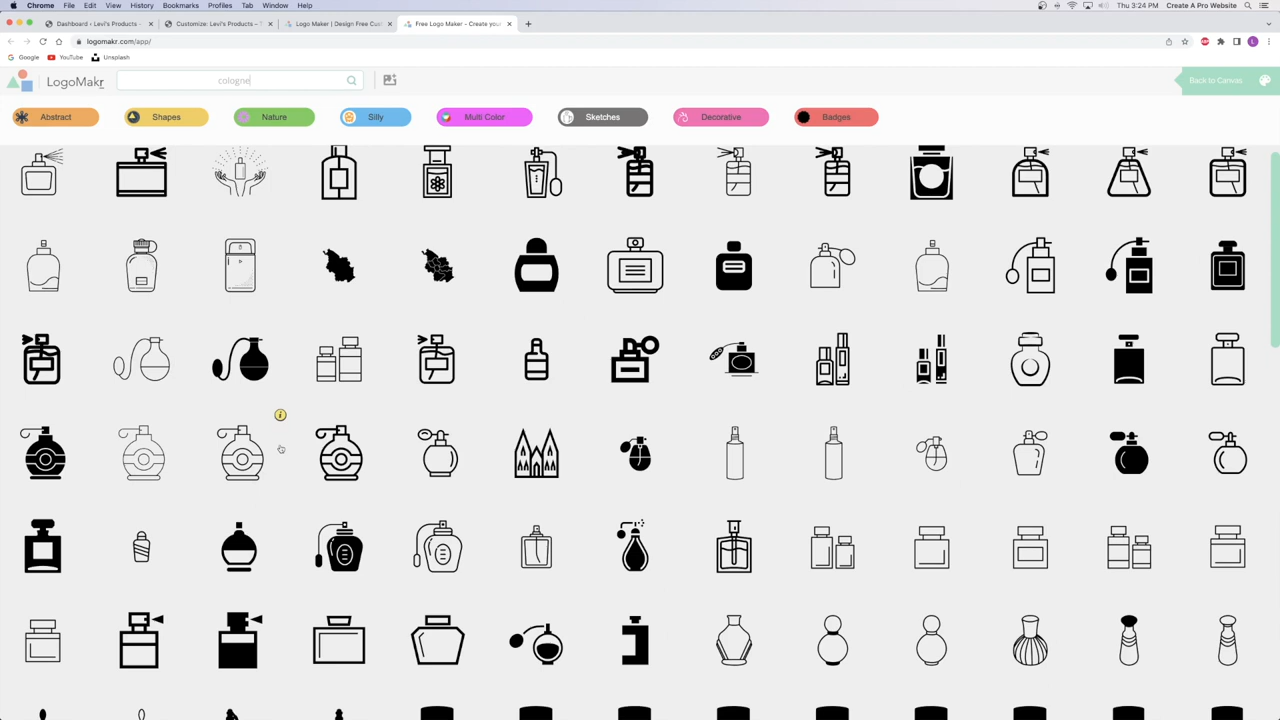 Chrome File Edit View History Bookmarks Profiles Tab Window Help Thu 3:24 PM Create A Pro Website
Dashboard ‹ Levi's Products - Customize: Levi's Products – T Logo Maker | Design Free Cus Free Logo Maker - Create your
logomakr.com/app/
Google YouTube Unsplash
LogoMakr cologne Back to Canvas
Abstract Shapes Nature Silly Multi Color Sketches Decorative Badges
i